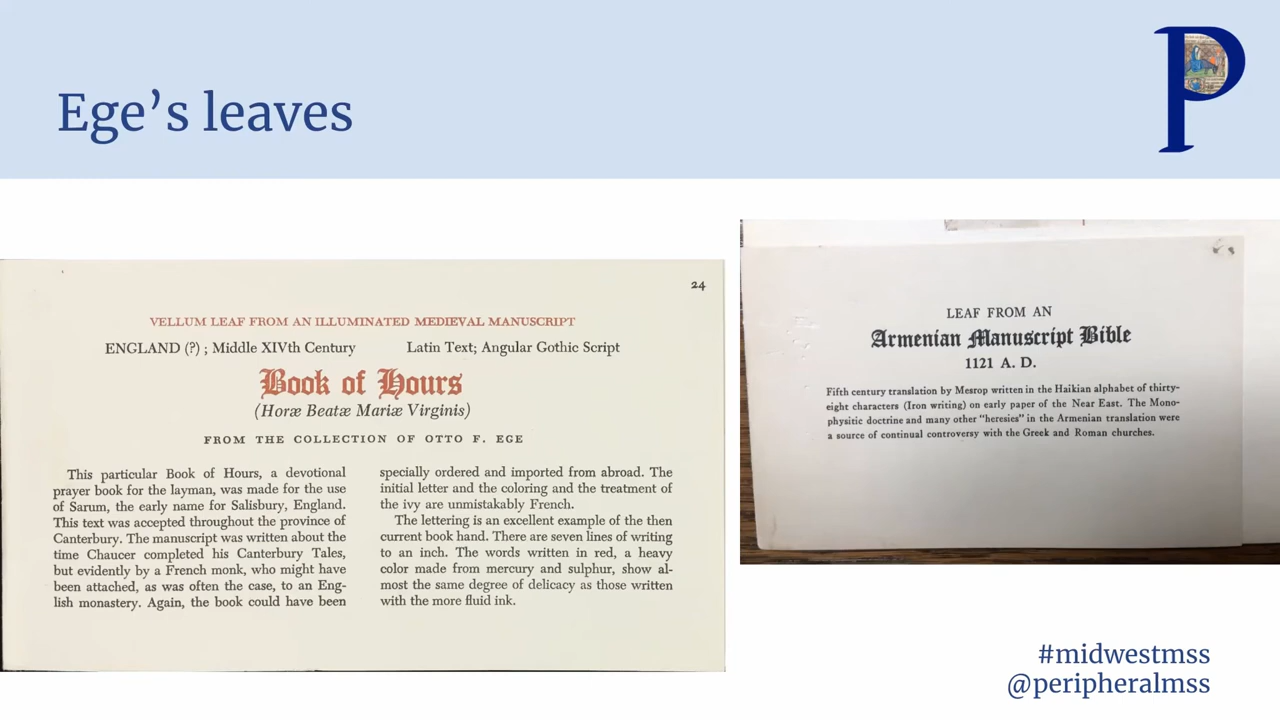 Ege’s leaves
P
24
VELLUM LEAF FROM AN ILLUMINATED MEDIEVAL MANUSCRIPT
ENGLAND (?) ; Middle XIVth Century Latin Text; Angular Gothic Script
Book of Hours
(Horæ Beatæ Mariæ Virginis)
FROM THE COLLECTION OF OTTO F. EGE
This particular Book of Hours, a devotional
prayer book for the layman, was made for the use
of Sarum, the early name for Salisbury, England.
This text was accepted throughout the province of
Canterbury. The manuscript was written about the
time Chaucer completed his Canterbury Tales,
but evidently by a French monk, who might have
been attached, as was often the case, to an Eng-
lish monastery. Again, the book could have been
specially ordered and imported from abroad. The
initial letter and the coloring and the treatment of
the ivy are unmistakably French.
The lettering is an excellent example of the then
current book hand. There are seven lines of writing
to an inch. The words written in red, a heavy
color made from mercury and sulphur, show al-
most the same degree of delicacy as those written
with the more fluid ink.
LEAF FROM AN
Armenian Manuscript Bible
1121 A. D.
Fifth century translation by Mesrop written in the Haikian alphabet of thirty-
eight characters (Iron writing) on early paper of the Near East. The Mono-
physitic doctrine and many other "heresies" in the Armenian translation were
a source of continual controversy with the Greek and Roman churches.
#midwestmss
@peripheralmss